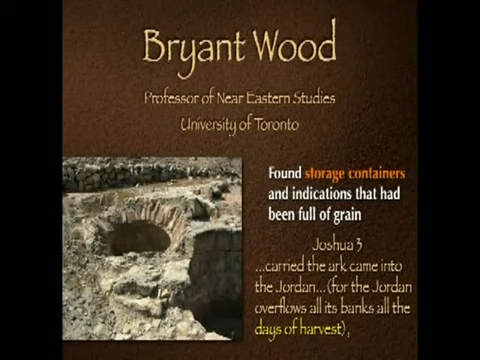 Bryant Wood
Professor of Near Eastern Studies
University of Toronto
Found storage containers
and indications that had
been full of grain
Joshua 3
...carried the ark came into
the Jordan...(for the Jordan
overflows all its banks all the
days of harvest),